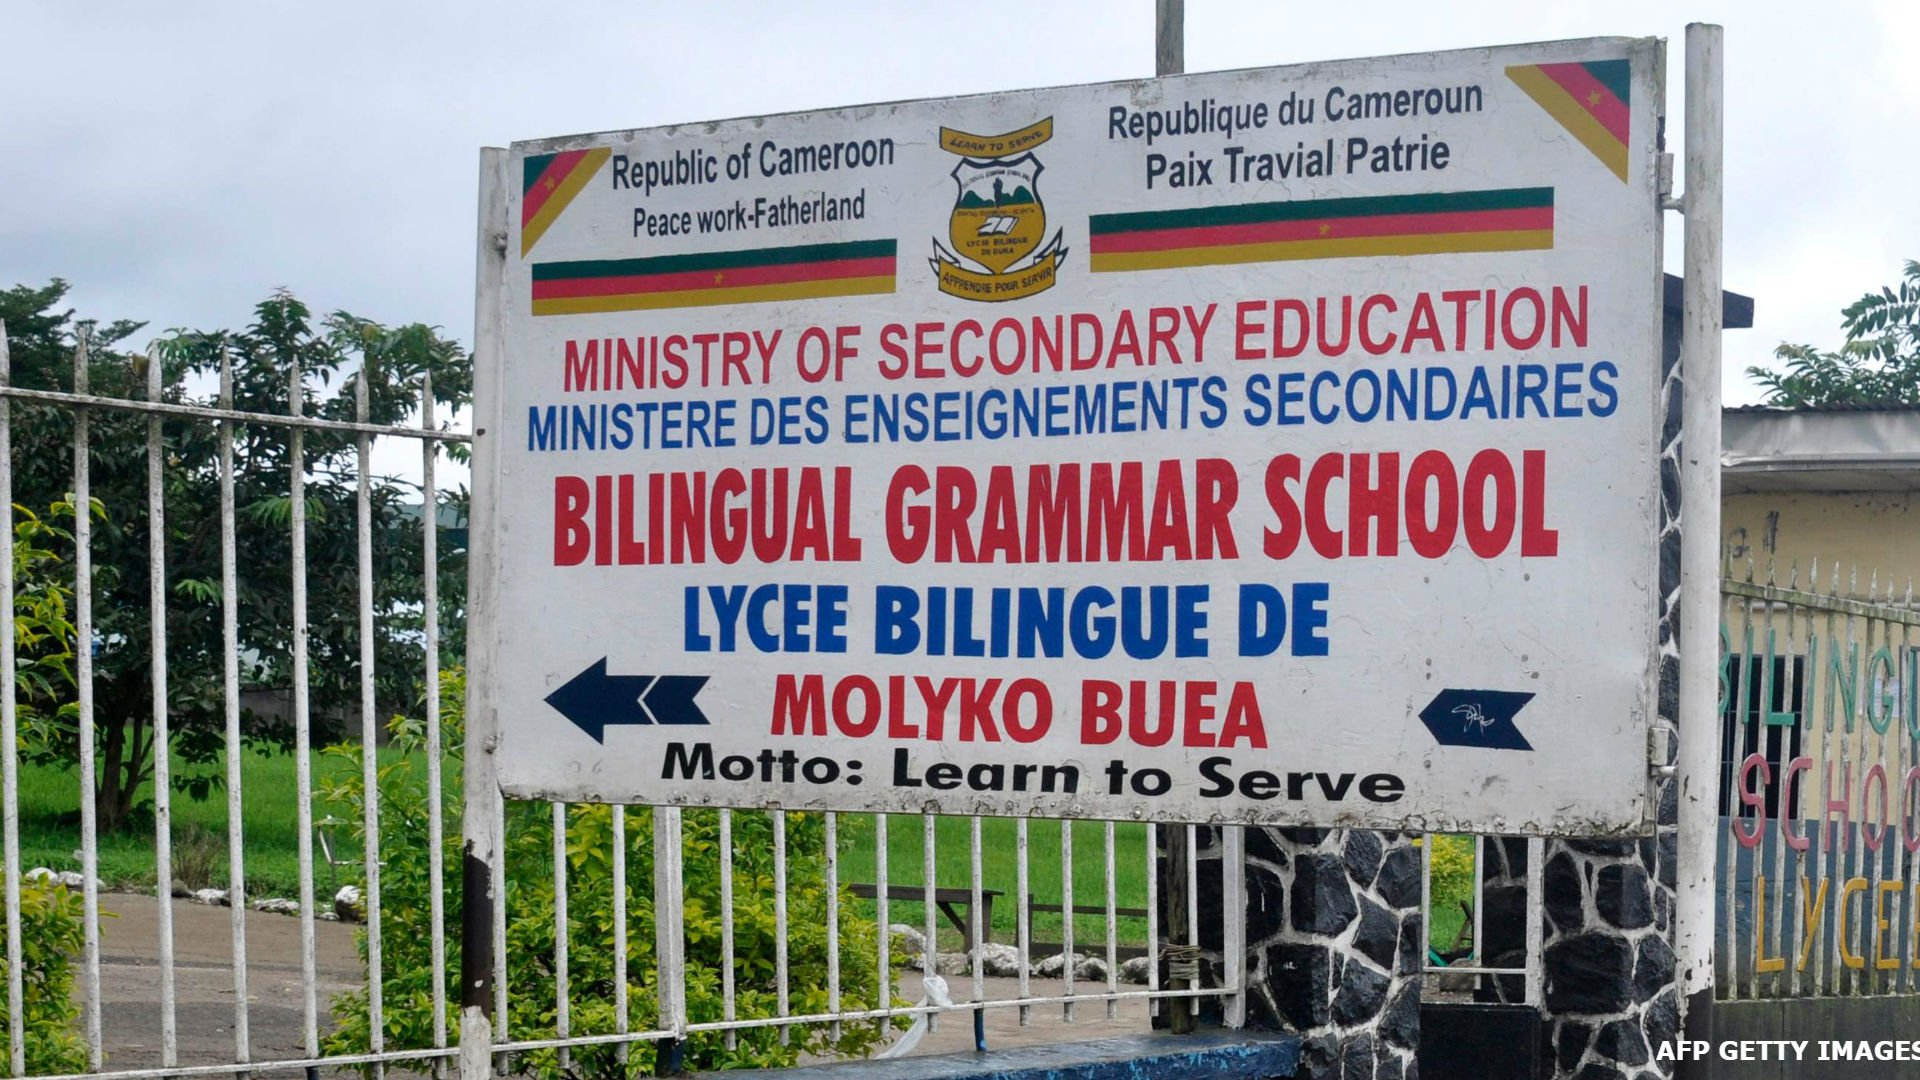 Republic of Cameroon
Peace work-Fatherland
LEARN TO SERVE
LYCEE BILINGUE
DE BUEA
APPRENDRE POUR SERVIR
Republique du Cameroun
Paix Travial Patrie
MINISTRY OF SECONDARY EDUCATION
MINISTERE DES ENSEIGNEMENTS SECONDAIRES
BILINGUAL GRAMMAR SCHOOL
LYCEE BILINGUE DE
MOLYKO BUEA
Motto: Learn to Serve
BILINGU
SCHOO
LYCEE
AFP GETTY IMAGES